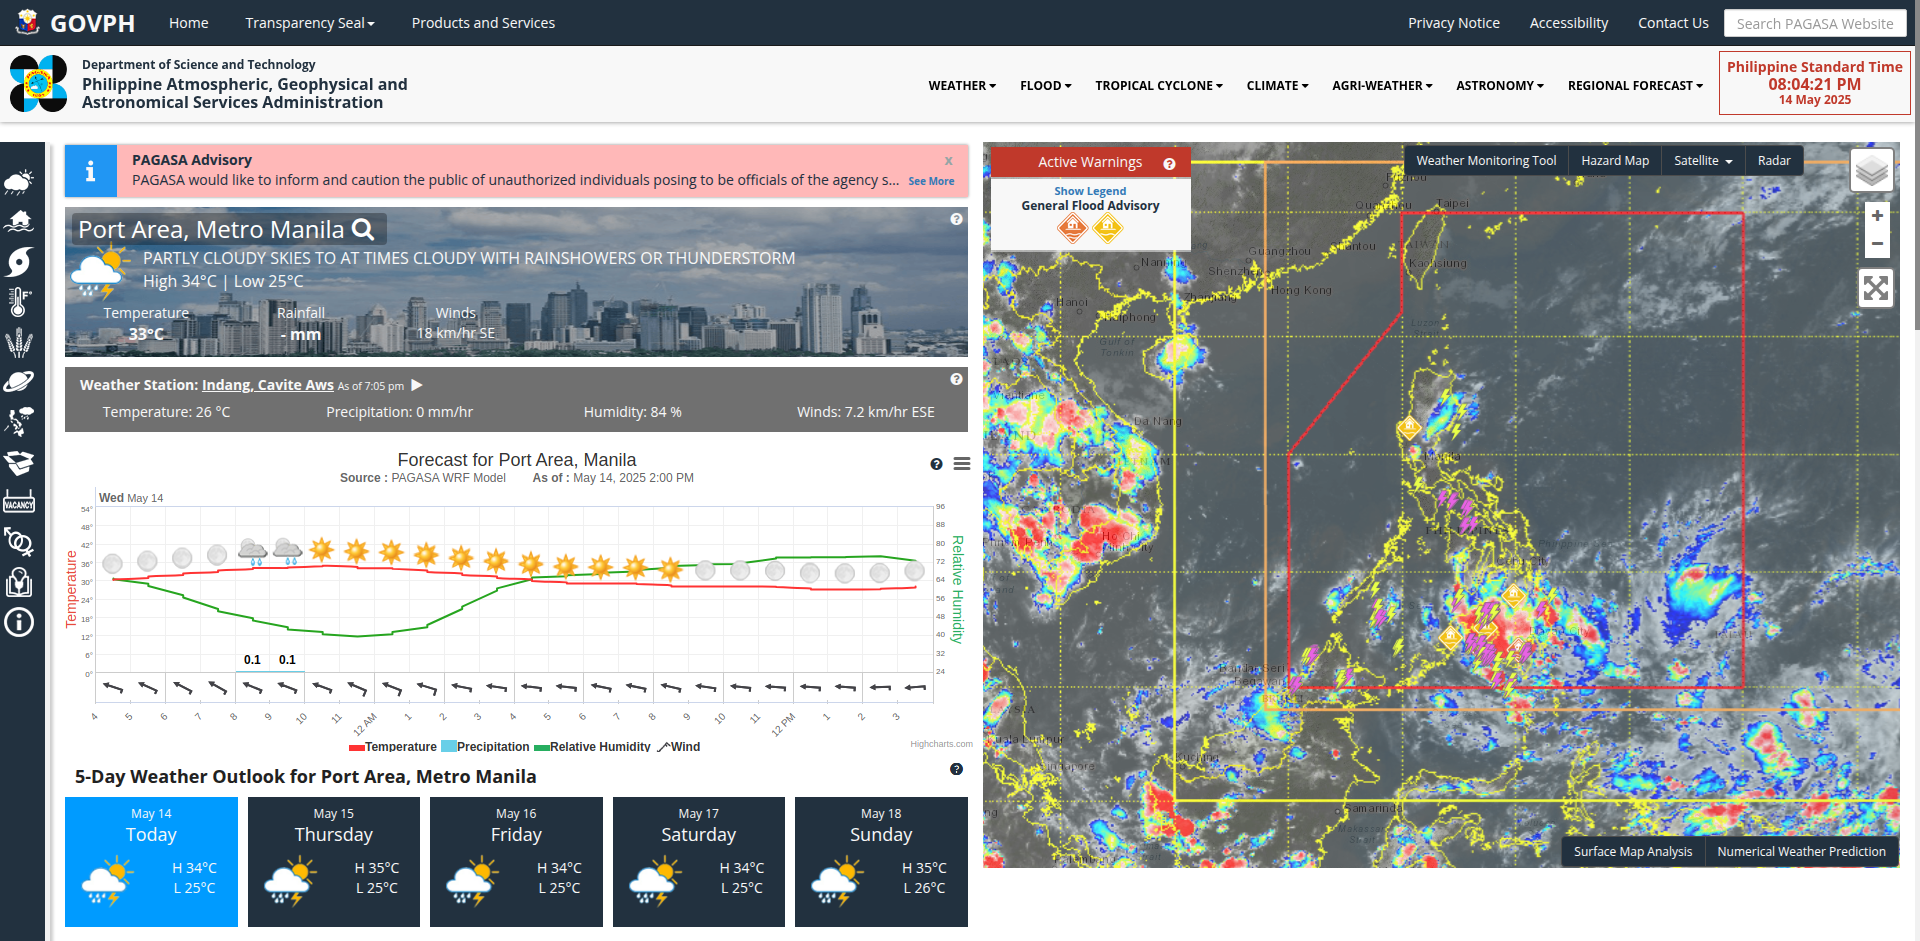 GOVPH
Home
Transparency Seal
Products and Services
Privacy Notice
Accessibility
Contact Us
Search PAGASA Website
Department of Science and Technology
Philippine Atmospheric, Geophysical and
Astronomical Services Administration
WEATHER
FLOOD
TROPICAL CYCLONE
CLIMATE
AGRI-WEATHER
ASTRONOMY
REGIONAL FORECAST
Philippine Standard Time
08:04:21 PM
14 May 2025
VACANCY
PAGASA Advisory
x
PAGASA would like to inform and caution the public of unauthorized individuals posing to be officials of the agency s... See More
Port Area, Metro Manila
PARTLY CLOUDY SKIES TO AT TIMES CLOUDY WITH RAINSHOWERS OR THUNDERSTORM
High 34°C | Low 25°C
Temperature
33°C
Rainfall
- mm
Winds
18 km/hr SE
Weather Station: Indang, Cavite Aws As of 7:05 pm
Temperature: 26 °C
Precipitation: 0 mm/hr
Humidity: 84 %
Winds: 7.2 km/hr ESE
Forecast for Port Area, Manila
Source : PAGASA WRF Model As of : May 14, 2025 2:00 PM
Wed May 14
Temperature
54°
48°
42°
36°
30°
24°
18°
12°
6°
0°
96
88
80
72
64
56
48
40
32
24
Relative Humidity
0.1 0.1
4 5 6 7 8 9 10 11 12 AM 1 2 3 4 5 6 7 8 9 10 11 12 PM 1 2 3
Temperature Precipitation Relative Humidity Wind
Highcharts.com
5-Day Weather Outlook for Port Area, Metro Manila
May 14
Today
H 34°C
L 25°C
May 15
Thursday
H 35°C
L 25°C
May 16
Friday
H 34°C
L 25°C
May 17
Saturday
H 34°C
L 25°C
May 18
Sunday
H 35°C
L 26°C
Active Warnings
Show Legend
General Flood Advisory
Weather Monitoring Tool
Hazard Map
Satellite
Radar
+
−
Taipei
TAIWAN
Kaohsiung
Guangzhou
Shenzhen
Hong Kong
Nanning
Zhanjiang
Hanoi
Haiphong
Gulf of
Tonkin
Vientiane
Da Nang
Manila
Bandar Seri
Begawan
Kuala Lumpur
Singapore
Kuching
Samarinda
Surface Map Analysis
Numerical Weather Prediction